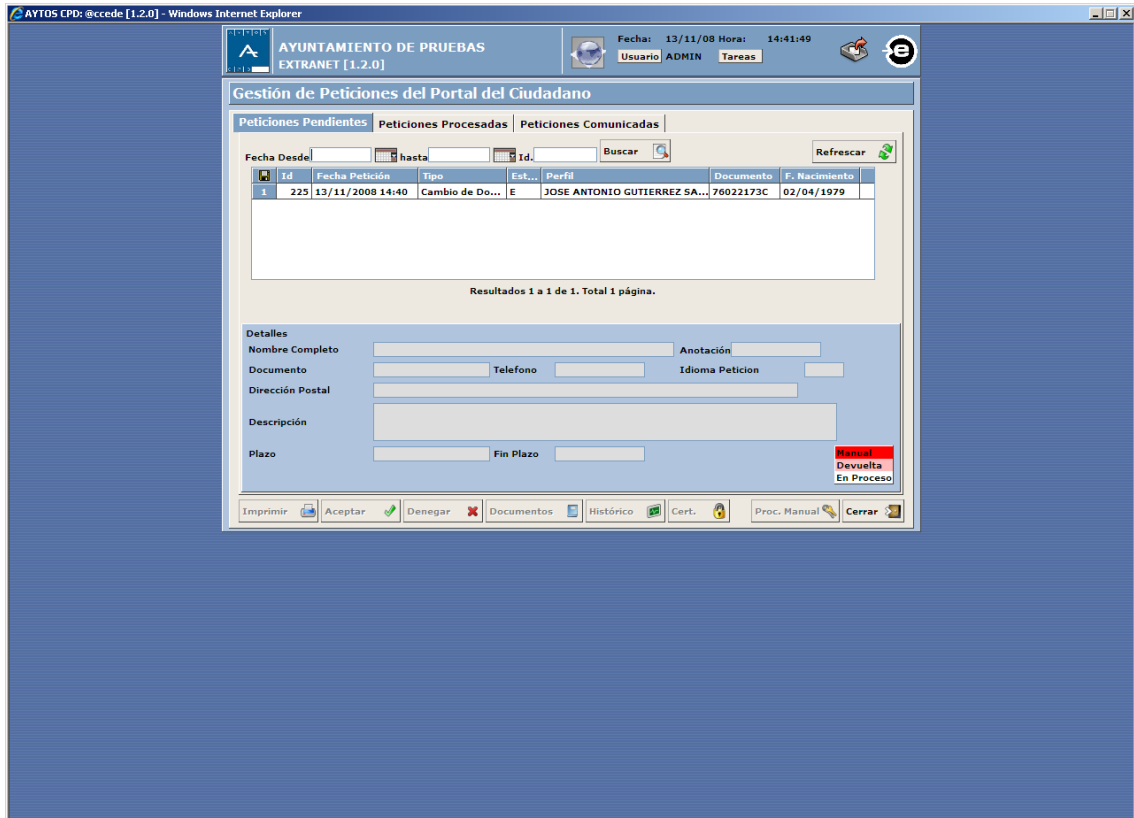 AYTOS CPD: @ccede [1.2.0] - Windows Internet Explorer
AYTOS
AYUNTAMIENTO DE PRUEBAS
EXTRANET [1.2.0]
Fecha: 13/11/08 Hora: 14:41:49
Usuario ADMIN Tareas
Gestión de Peticiones del Portal del Ciudadano
Peticiones Pendientes Peticiones Procesadas Peticiones Comunicadas
Fecha Desde hasta Id. Buscar Refrescar
Id Fecha Petición Tipo Est... Perfil Documento F. Nacimiento
1 225 13/11/2008 14:40 Cambio de Do... E JOSE ANTONIO GUTIERREZ SA... 76022173C 02/04/1979
Resultados 1 a 1 de 1. Total 1 página.
Detalles
Nombre Completo Anotación
Documento Telefono Idioma Peticion
Dirección Postal
Descripción
Plazo Fin Plazo
Manual
Devuelta
En Proceso
Imprimir Aceptar Denegar Documentos Histórico Cert. Proc. Manual Cerrar